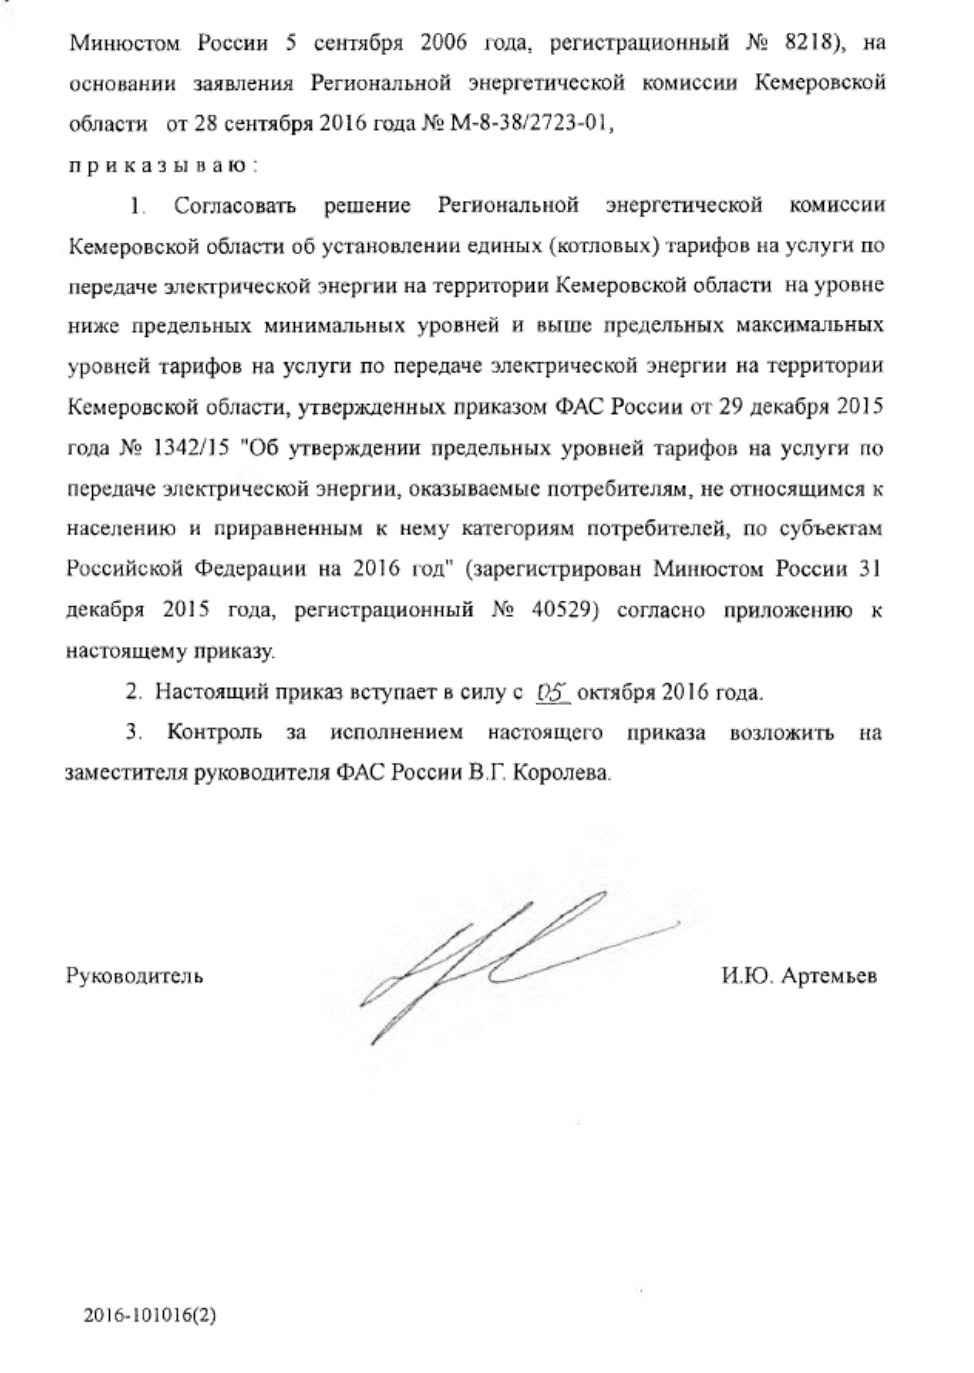 Минюстом России 5 сентября 2006 года, регистрационный № 8218), на
основании заявления Региональной энергетической комиссии Кемеровской
области от 28 сентября 2016 года № М-8-38/2723-01,
п р и к а з ы в а ю :
1. Согласовать решение Региональной энергетической комиссии
Кемеровской области об установлении единых (котловых) тарифов на услуги по
передаче электрической энергии на территории Кемеровской области на уровне
ниже предельных минимальных уровней и выше предельных максимальных
уровней тарифов на услуги по передаче электрической энергии на территории
Кемеровской области, утвержденных приказом ФАС России от 29 декабря 2015
года № 1342/15 "Об утверждении предельных уровней тарифов на услуги по
передаче электрической энергии, оказываемые потребителям, не относящимся к
населению и приравненным к нему категориям потребителей, по субъектам
Российской Федерации на 2016 год" (зарегистрирован Минюстом России 31
декабря 2015 года, регистрационный № 40529) согласно приложению к
настоящему приказу.
2. Настоящий приказ вступает в силу с 05 октября 2016 года.
3. Контроль за исполнением настоящего приказа возложить на
заместителя руководителя ФАС России В.Г. Королева.
Руководитель И.Ю. Артемьев
2016-101016(2)